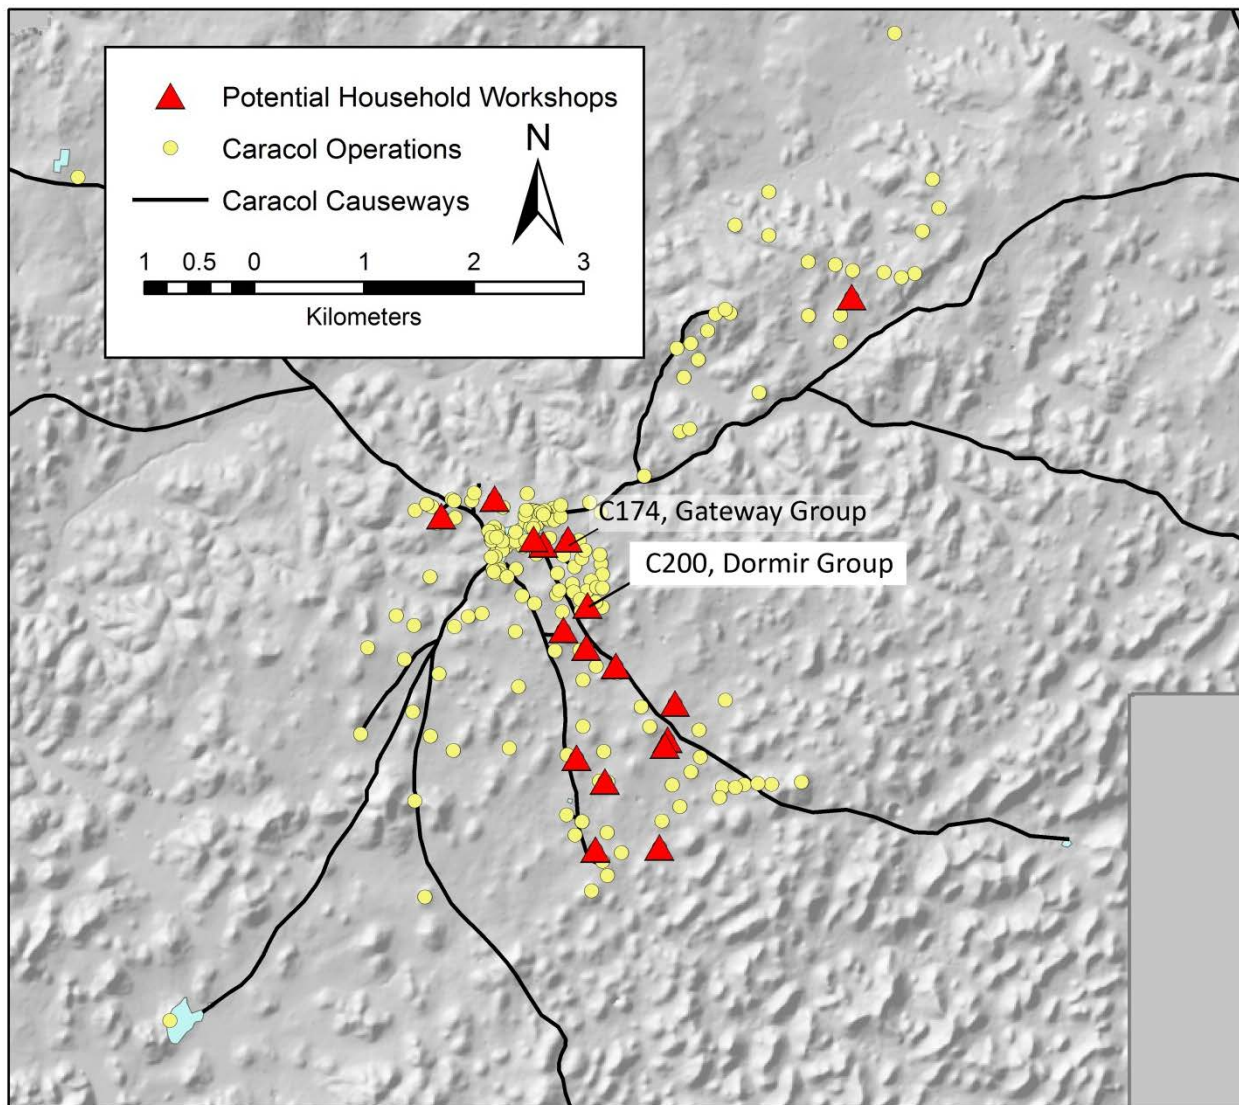 Potential Household Workshops
N
Caracol Operations
Caracol Causeways
1 0.5 0 1 2 3
Kilometers
C174, Gateway Group
C200, Dormir Group